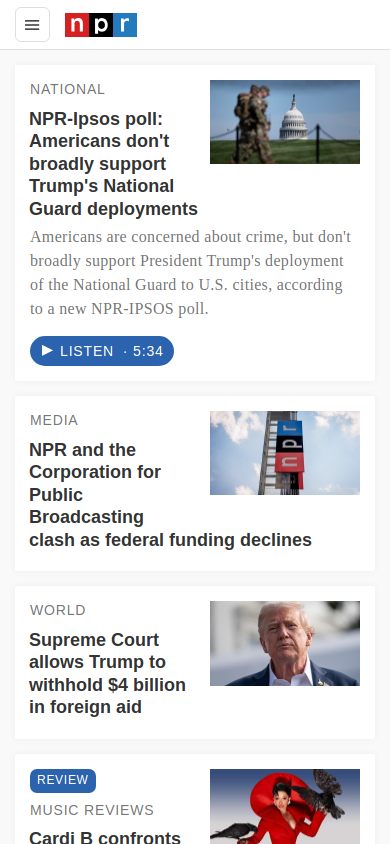 npr
NATIONAL
NPR-Ipsos poll:
Americans don't
broadly support
Trump's National
Guard deployments
Americans are concerned about crime, but don't
broadly support President Trump's deployment
of the National Guard to U.S. cities, according
to a new NPR-IPSOS poll.
LISTEN · 5:34
MEDIA
NPR and the
Corporation for
Public
Broadcasting
clash as federal funding declines
npr
WORLD
Supreme Court
allows Trump to
withhold $4 billion
in foreign aid
REVIEW
MUSIC REVIEWS
Cardi B confronts